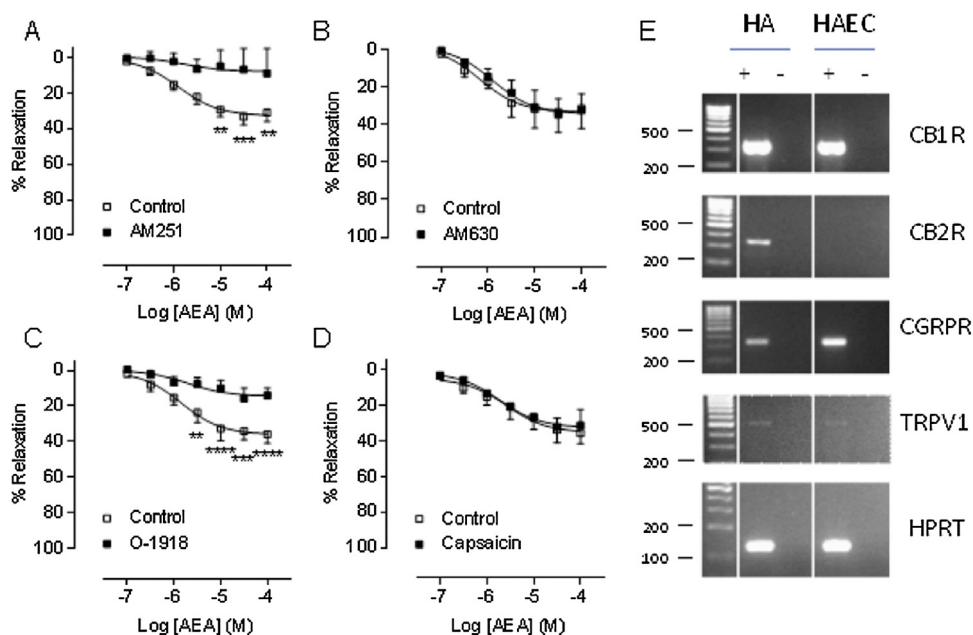 A
0
20
40
60
80
100
% Relaxation
**
***
**
Control
AM251
-7 -6 -5 -4
Log [AEA] (M)
B
0
20
40
60
80
100
% Relaxation
Control
AM630
-7 -6 -5 -4
Log [AEA] (M)
C
0
20
40
60
80
100
% Relaxation
**
****
***
****
Control
O-1918
-7 -6 -5 -4
Log [AEA] (M)
D
0
20
40
60
80
100
% Relaxation
Control
Capsaicin
-7 -6 -5 -4
Log [AEA] (M)
E
HA HAEC
+ - + -
500
200
CB1R
500
200
CB2R
500
200
CGRPR
500
200
TRPV1
200
100
HPRT